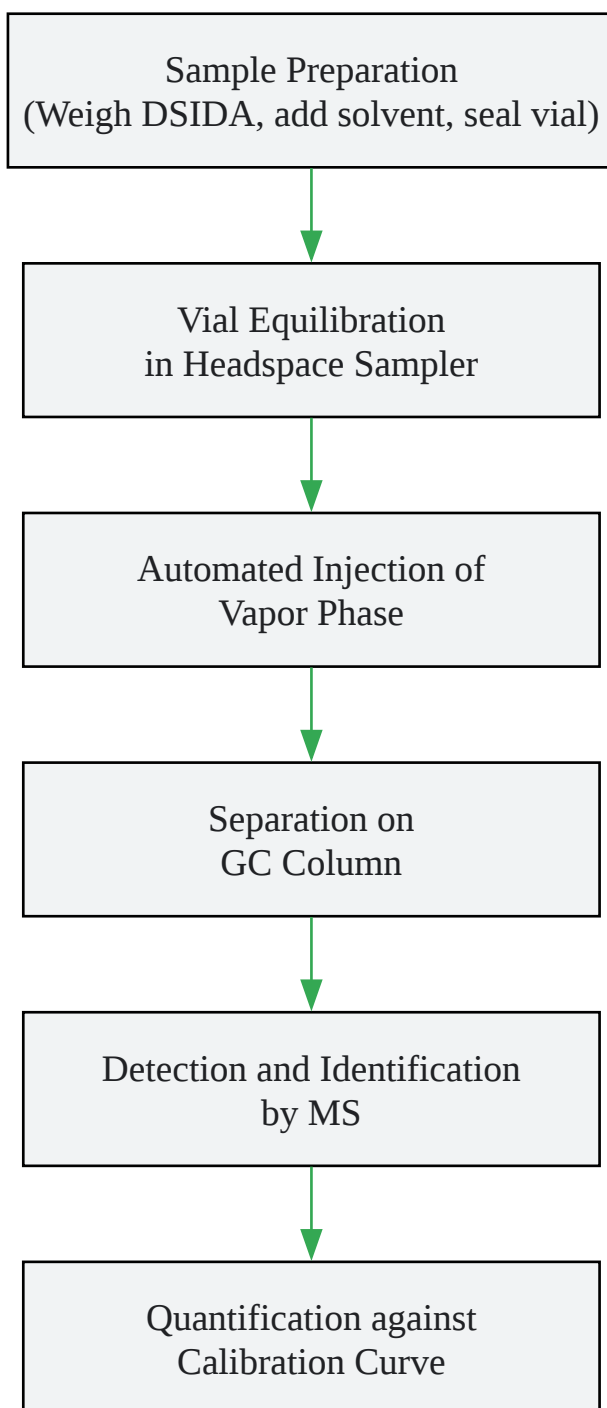 Sample Preparation
(Weigh DSIDA, add solvent, seal vial)
Vial Equilibration
in Headspace Sampler
Automated Injection of
Vapor Phase
Separation on
GC Column
Detection and Identification
by MS
Quantification against
Calibration Curve